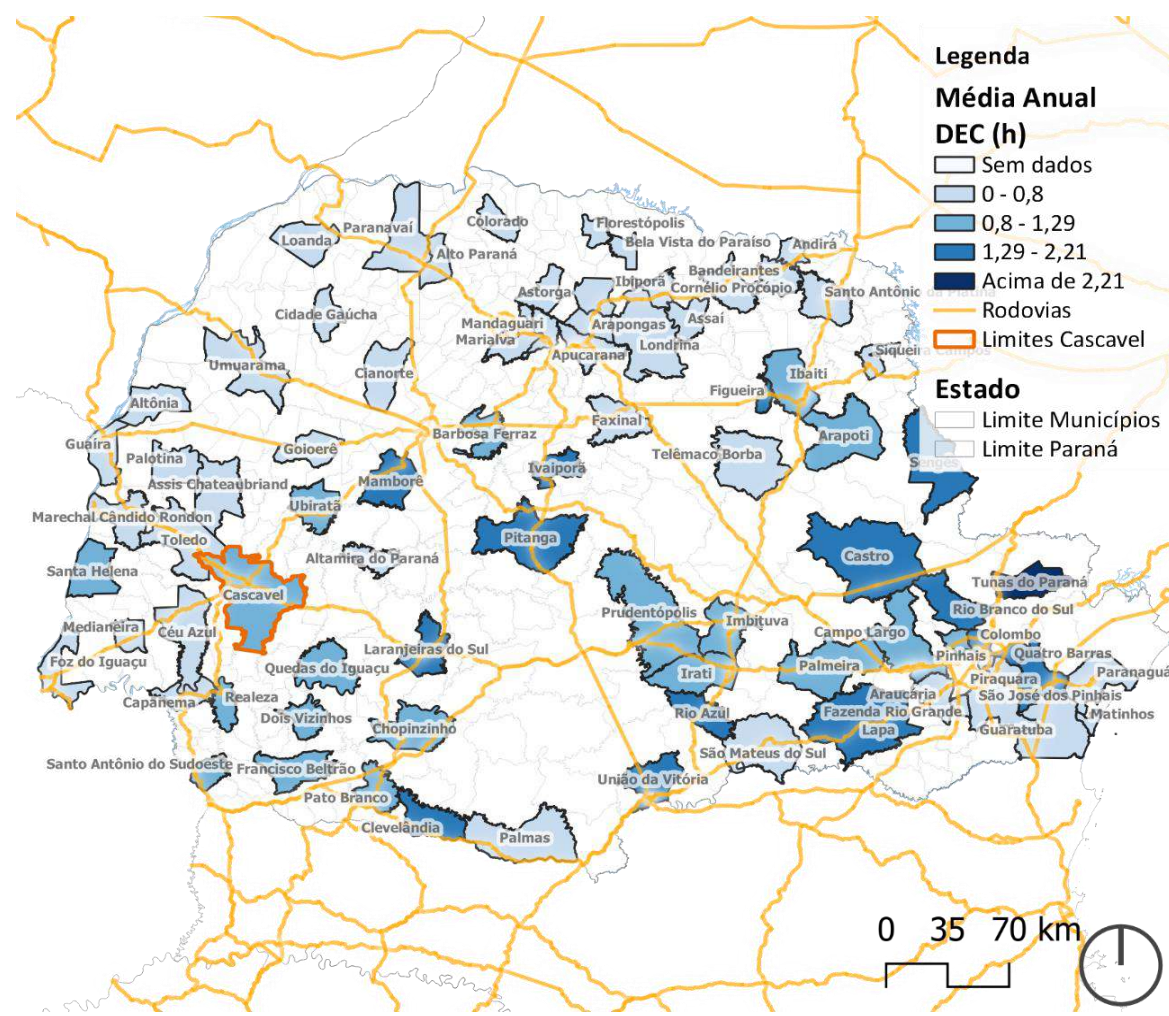 Legenda
Média Anual
DEC (h)
Sem dados
0 - 0,8
0,8 - 1,29
1,29 - 2,21
Acima de 2,21
Rodovias
Limites Cascavel
Estado
Limite Municípios
Limite Paraná
Colorado
Paranavaí
Florestópolis
Loanda
Bela Vista do Paraíso
Andirá
Alto Paraná
Bandeirantes
Ibiporã
Cornélio Procópio
Astorga
Santo Antônio da Platina
Cidade Gaúcha
Assaí
Mandaguari
Arapongas
Marialva
Londrina
Siqueira Campos
Apucarana
Umuarama
Cianorte
Ibaiti
Figueira
Altônia
Faxinal
Barbosa Ferraz
Arapoti
Guaíra
Goioerê
Telêmaco Borba
Palotina
Sengés
Ivaiporã
Assis Chateaubriand
Mamborê
Ubiratã
Marechal Cândido Rondon
Pitanga
Toledo
Altamira do Paraná
Castro
Santa Helena
Tunas do Paraná
Cascavel
Rio Branco do Sul
Prudentópolis
Imbituva
Medianeira
Céu Azul
Campo Largo
Colombo
Laranjeiras do Sul
Quatro Barras
Pinhais
Foz do Iguaçu
Quedas do Iguaçu
Palmeira
Irati
Paranaguá
Piraquara
Capanema
Realeza
Araucária
São José dos Pinhais
Rio Azul
Fazenda Rio Grande
Matinhos
Dois Vizinhos
Chopinzinho
Lapa
Guaratuba
São Mateus do Sul
Santo Antônio do Sudoeste
Francisco Beltrão
União da Vitória
Pato Branco
Clevelândia
Palmas
0 35 70 km